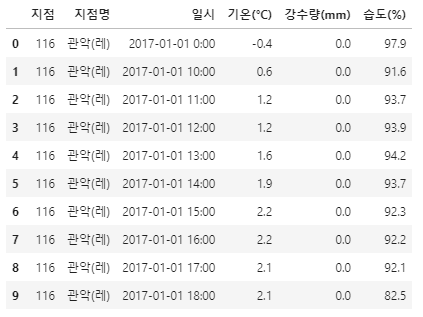 지점 지점명 일시 기온(°C) 강수량(mm) 습도(%)
0 116 관악(레) 2017-01-01 0:00 -0.4 0.0 97.9
1 116 관악(레) 2017-01-01 10:00 0.6 0.0 91.6
2 116 관악(레) 2017-01-01 11:00 1.2 0.0 93.7
3 116 관악(레) 2017-01-01 12:00 1.2 0.0 93.9
4 116 관악(레) 2017-01-01 13:00 1.6 0.0 94.2
5 116 관악(레) 2017-01-01 14:00 1.9 0.0 93.7
6 116 관악(레) 2017-01-01 15:00 2.2 0.0 92.3
7 116 관악(레) 2017-01-01 16:00 2.2 0.0 92.2
8 116 관악(레) 2017-01-01 17:00 2.1 0.0 92.1
9 116 관악(레) 2017-01-01 18:00 2.1 0.0 82.5